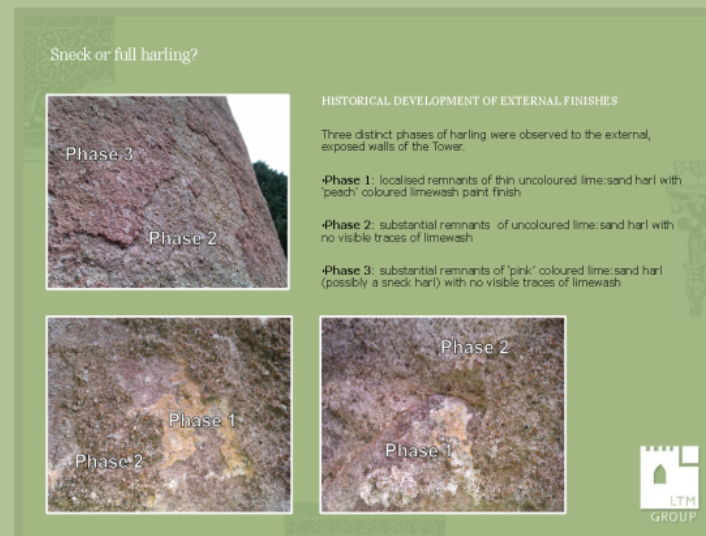 Sneck or full harling?
HISTORICAL DEVELOPMENT OF EXTERNAL FINISHES
Three distinct phases of harling were observed to the external,
exposed walls of the Tower.
•Phase 1: localised remnants of thin uncoloured lime:sand harl with
'peach' coloured limewash paint finish
•Phase 2: substantial remnants of uncoloured lime:sand harl with
no visible traces of limewash
•Phase 3: substantial remnants of 'pink' coloured lime:sand harl
(possibly a sneck harl) with no visible traces of limewash
Phase 3
Phase 2
Phase 1
Phase 2
Phase 2
Phase 1
LTM
GROUP